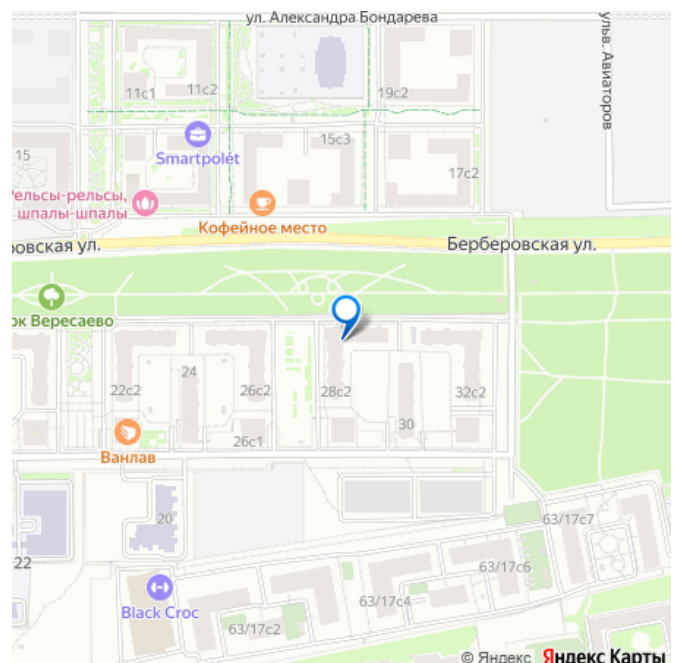 ул. Александра Бондарева
ульв. Авиаторов
11с1
11с2
19с2
15с3
15
Smartpolét
17с2
Рельсы-рельсы,
шпалы-шпалы
Кофейное место
ровская ул.
Берберовская ул.
рк Вересаево
24
22с2
26с2
28с2
32с2
30
26с1
Ванлав
20
63/17с7
22
63/17с6
Black Croc
63/17с4
63/17с2
© Яндекс Яндекс Карты